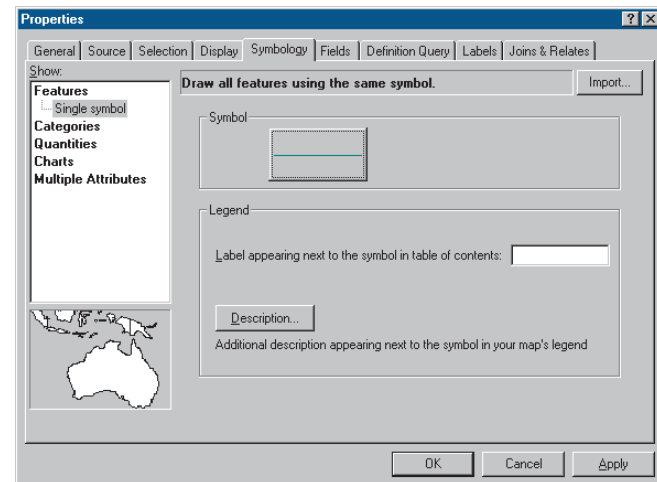 Properties
General Source Selection Display Symbology Fields Definition Query Labels Joins & Relates
Show:
Features
Single symbol
Categories
Quantities
Charts
Multiple Attributes
Draw all features using the same symbol.
Import...
Symbol
Legend
Label appearing next to the symbol in table of contents:
Description...
Additional description appearing next to the symbol in your map's legend
OK Cancel Apply